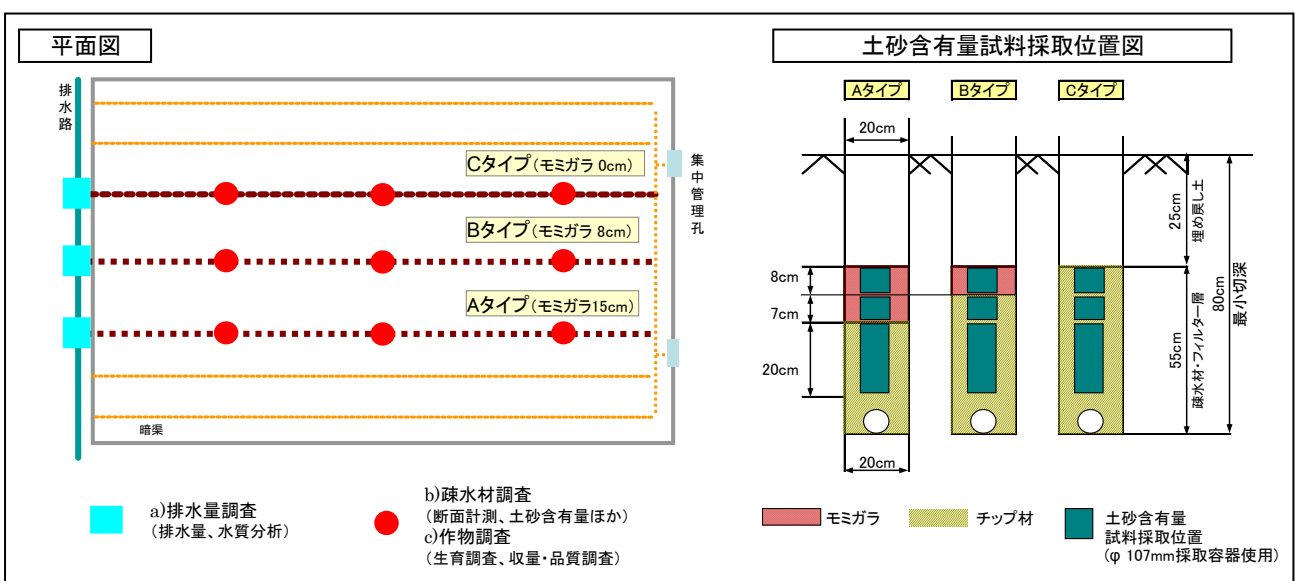 平面図
排水路
Cタイプ(モミガラ 0cm)
Bタイプ(モミガラ 8cm)
Aタイプ(モミガラ15cm)
集中管理孔
暗渠
a)排水量調査
(排水量、水質分析)
b)疎水材調査
(断面計測、土砂含有量ほか)
c)作物調査
(生育調査、収量・品質調査)
土砂含有量試料採取位置図
Aタイプ
Bタイプ
Cタイプ
20cm
25cm
埋め戻し土
8cm
7cm
20cm
55cm
疎水材・フィルター層
80cm
最小切深
20cm
モミガラ
チップ材
土砂含有量
試料採取位置
(φ 107mm採取容器使用)